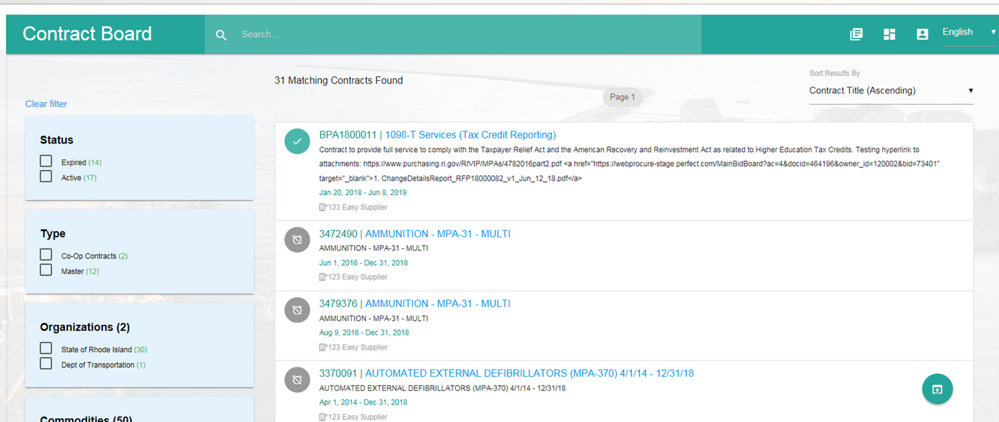 Contract Board
Search...
English
31 Matching Contracts Found
Page 1
Sort Results By
Contract Title (Ascending)
Clear filter
Status
Expired (14)
Active (17)
Type
Co-Op Contracts (2)
Master (12)
Organizations (2)
State of Rhode Island (30)
Dept of Transportation (1)
Commodities (50)
BPA1800011 | 1098-T Services (Tax Credit Reporting)
Contract to provide full service to comply with the Taxpayer Relief Act and the American Recovery and Reinvestment Act as related to Higher Education Tax Credits. Testing hyperlink to
attachments: https://www.purchasing.ri.gov/RIVIP/MPAs/4782016part2.pdf <a href="https://webprocure-stage.perfect.com/MainBidBoard?ac=4&docid=464196&owner_id=120002&bid=73401"
target="_blank">1. ChangeDetailsReport_RFP18000082_v1_Jun_12_18.pdf</a>
Jan 20, 2018 - Jun 8, 2019
*123 Easy Supplier
3472490 | AMMUNITION - MPA-31 - MULTI
AMMUNITION - MPA-31 - MULTI
Jun 1, 2016 - Dec 31, 2018
*123 Easy Supplier
3479376 | AMMUNITION - MPA-31 - MULTI
AMMUNITION - MPA-31 - MULTI
Aug 9, 2016 - Dec 31, 2018
*123 Easy Supplier
3370091 | AUTOMATED EXTERNAL DEFIBRILLATORS (MPA-370) 4/1/14 - 12/31/18
AUTOMATED EXTERNAL DEFIBRILLATORS (MPA-370) 4/1/14 - 12/31/18
Apr 1, 2014 - Dec 31, 2018
*123 Easy Supplier